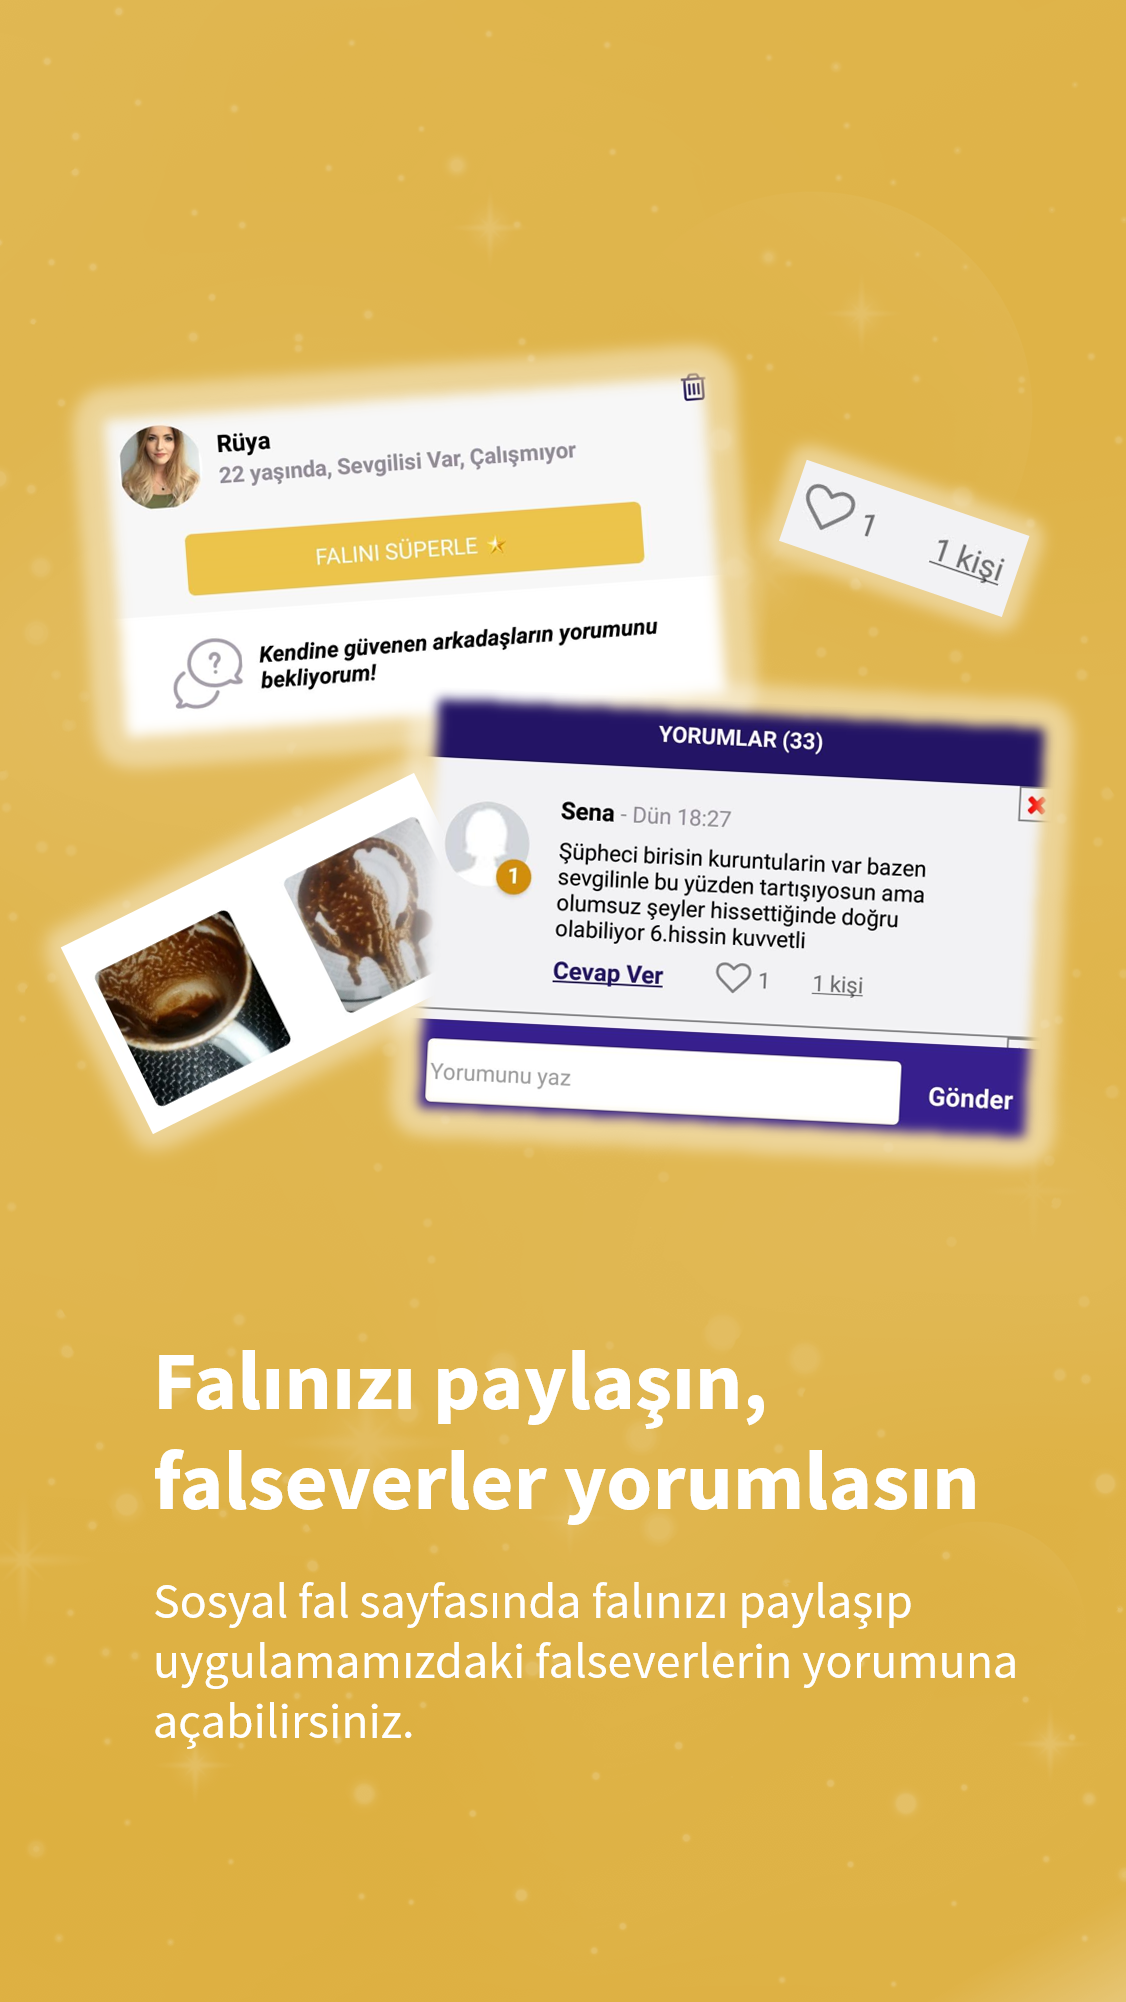 Rüya
22 yaşında, Sevgilisi Var, Çalışmıyor
FALINI SÜPERLE
Kendine güvenen arkadaşların yorumunu
bekliyorum!
1
1 kişi
YORUMLAR (33)
Sena - Dün 18:27
1
Şüpheci birisin kuruntularin var bazen
sevgilinle bu yüzden tartışıyosun ama
olumsuz şeyler hissettiğinde doğru
olabiliyor 6.hissin kuvvetli
Cevap Ver 1 1 kişi
Yorumunu yaz
Gönder
Falınızı paylaşın,
falseverler yorumlasın
Sosyal fal sayfasında falınızı paylaşıp
uygulamamızdaki falseverlerin yorumuna
açabilirsiniz.